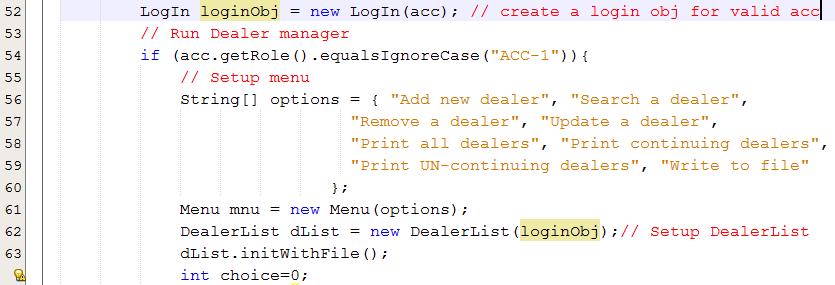 52 LogIn loginObj = new LogIn(acc); // create a login obj for valid acc
53 // Run Dealer manager
54 if (acc.getRole().equalsIgnoreCase("ACC-1")){
55 // Setup menu
56 String[] options = { "Add new dealer", "Search a dealer",
57 "Remove a dealer", "Update a dealer",
58 "Print all dealers", "Print continuing dealers",
59 "Print UN-continuing dealers", "Write to file"
60 };
61 Menu mnu = new Menu(options);
62 DealerList dList = new DealerList(loginObj);// Setup DealerList
63 dList.initWithFile();
int choice=0;